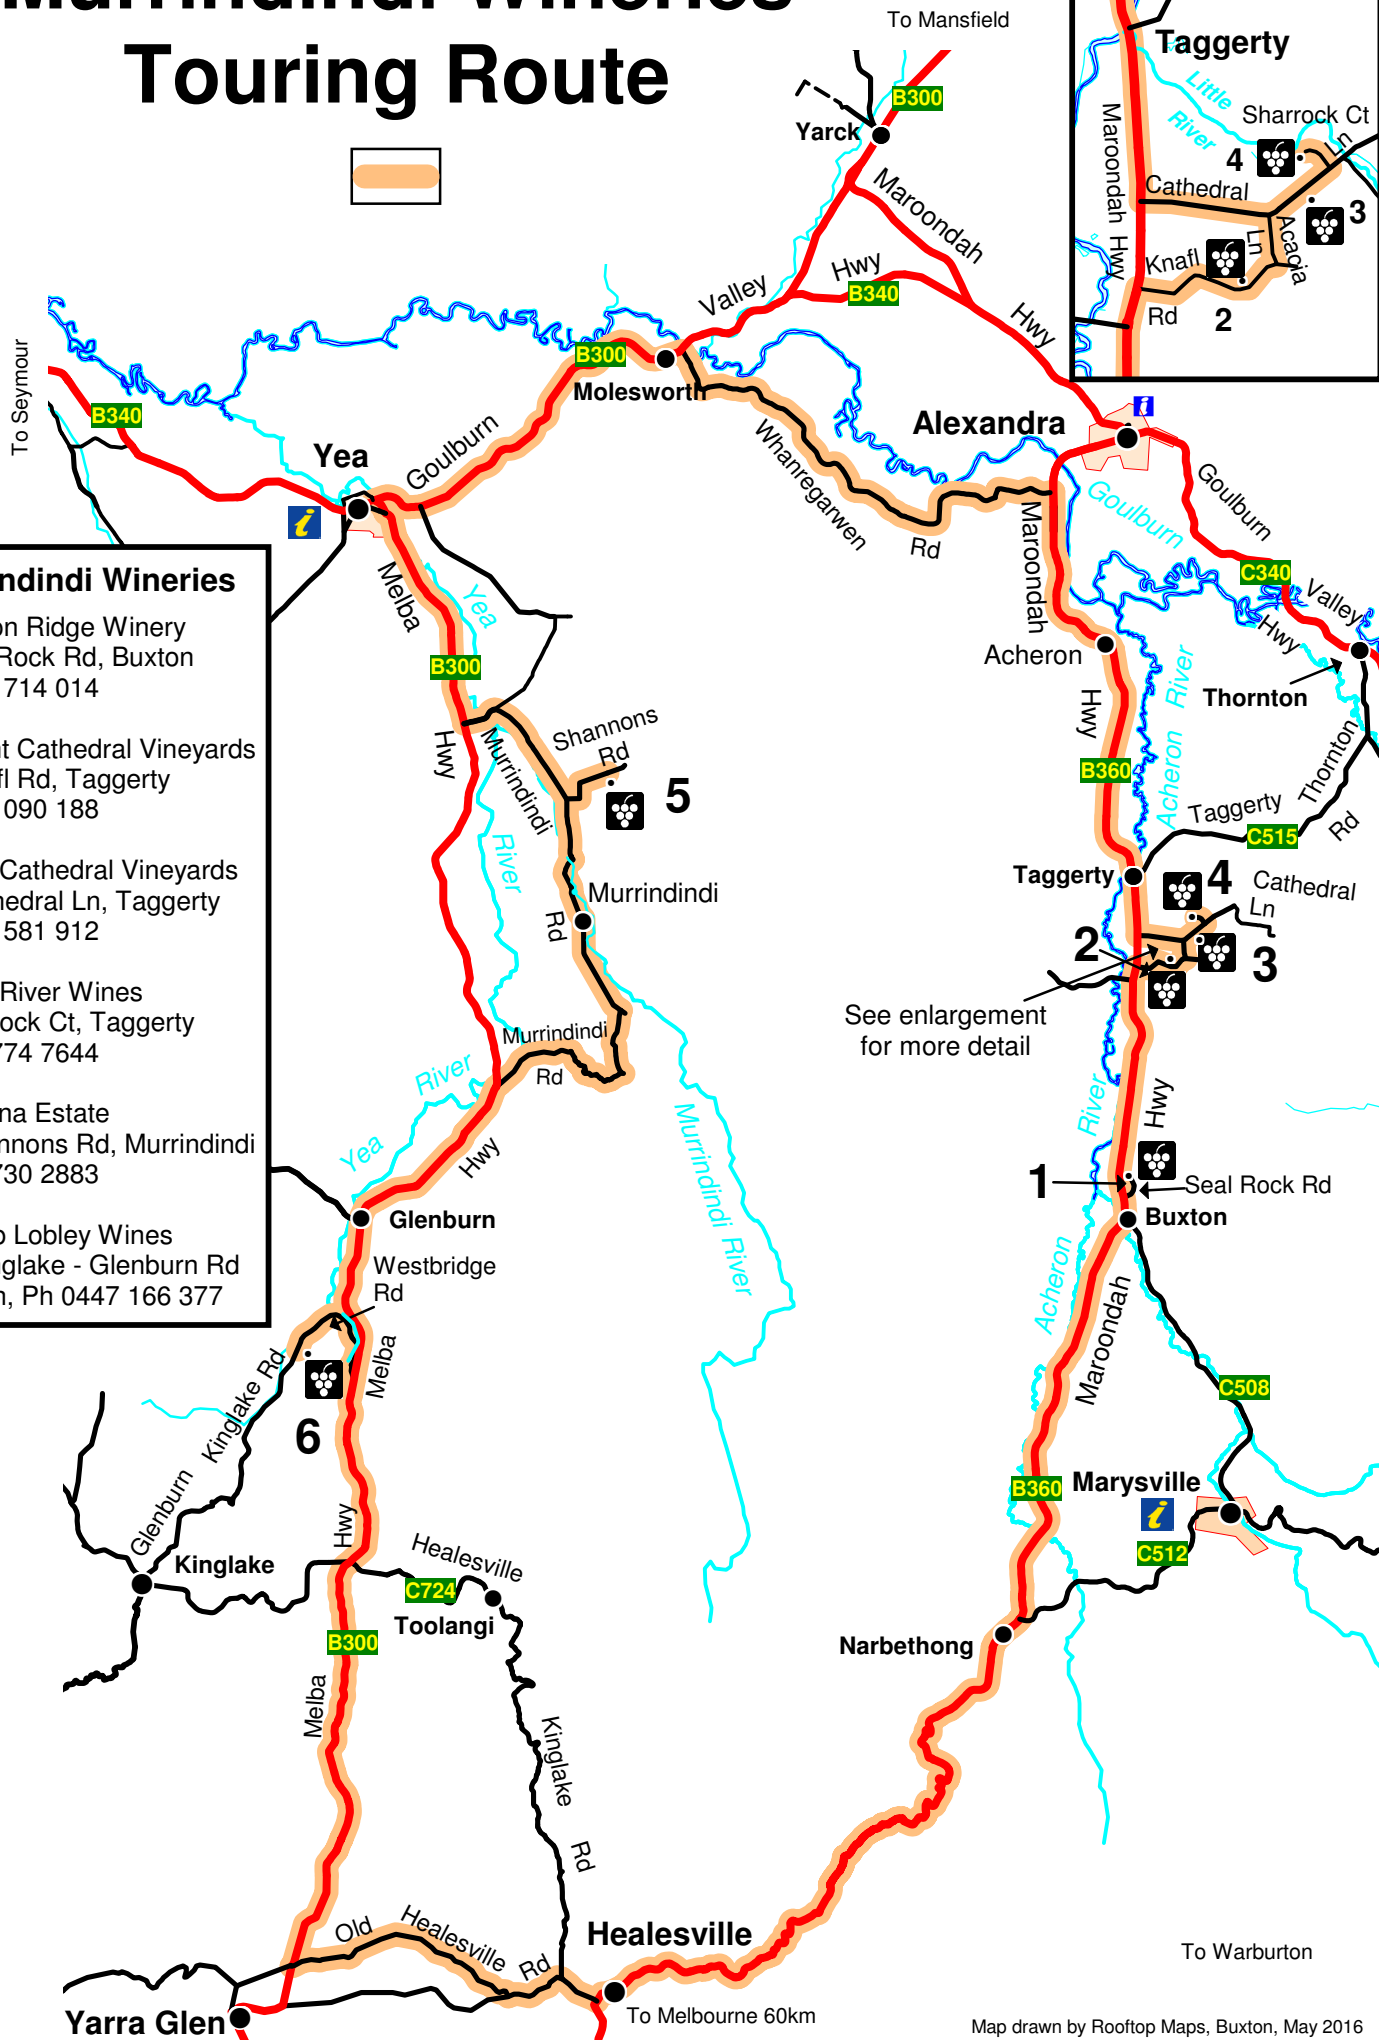 Touring Route
To Mansfield
B300
Yarck
Maroondah
Hwy
B340
Valley
Hwy
Taggerty
Little
River
Sharrock Ct
Ln
4
Cathedral
3
Maroondah Hwy
Acacia
Ln
Knafl
Rd
2
To Seymour
B340
B300
Molesworth
Goulburn
Yea
i
Alexandra
i
Whanregarwen
Rd
Goulburn
Goulburn
C340
Valley
Hwy
Thornton
Maroondah
Acheron
Hwy
B360
Acheron River
Taggerty
Thornton
Rd
C515
Taggerty
4
Cathedral
Ln
2
3
See enlargement
for more detail
Melba
Yea
B300
Hwy
Shannons
Rd
5
Murrindindi
River
Murrindindi
Rd
Murrindindi
Rd
River
Yea
Hwy
Murrindindi River
Glenburn
Westbridge
Rd
Melba
Kinglake Rd
Glenburn
6
Hwy
Kinglake
Healesville
C724
Toolangi
B300
Melba
Kinglake
Rd
River
Hwy
1
Seal Rock Rd
Buxton
Acheron
Maroondah
C508
B360
Marysville
i
C512
Narbethong
Old
Healesville
Rd
Healesville
To Warburton
Yarra Glen
To Melbourne 60km
Map drawn by Rooftop Maps, Buxton, May 2016
Wineries
Ridge Winery
Rock Rd, Buxton
714 014
Cathedral Vineyards
Rd, Taggerty
090 188
Cathedral Vineyards
Ln, Taggerty
581 912
River Wines
Ct, Taggerty
774 7644
Estate
Rd, Murrindindi
730 2883
Lobley Wines
- Glenburn Rd
Ph 0447 166 377